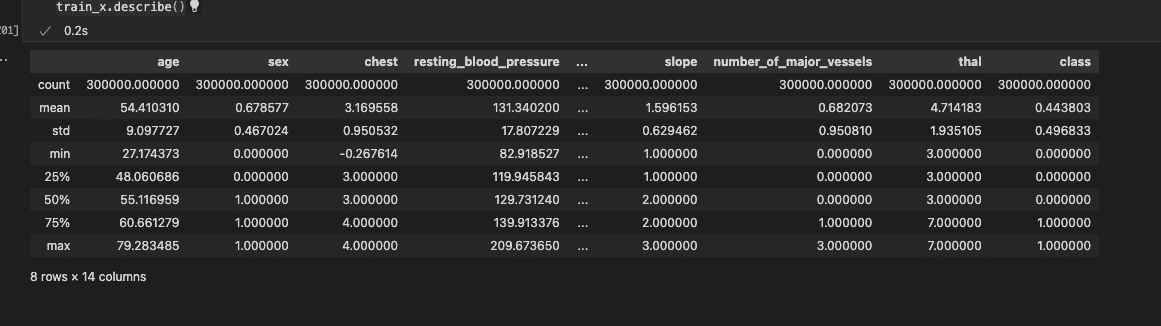 train_x.describe()
201] 0.2s
age sex chest resting_blood_pressure ... slope number_of_major_vessels thal class
count 300000.000000 300000.000000 300000.000000 300000.000000 ... 300000.000000 300000.000000 300000.000000 300000.000000
mean 54.410310 0.678577 3.169558 131.340200 ... 1.596153 0.682073 4.714183 0.443803
std 9.097727 0.467024 0.950532 17.807229 ... 0.629462 0.950810 1.935105 0.496833
min 27.174373 0.000000 -0.267614 82.918527 ... 1.000000 0.000000 3.000000 0.000000
25% 48.060686 0.000000 3.000000 119.945843 ... 1.000000 0.000000 3.000000 0.000000
50% 55.116959 1.000000 3.000000 129.731240 ... 2.000000 0.000000 3.000000 0.000000
75% 60.661279 1.000000 4.000000 139.913376 ... 2.000000 1.000000 7.000000 1.000000
max 79.283485 1.000000 4.000000 209.673650 ... 3.000000 3.000000 7.000000 1.000000
8 rows × 14 columns